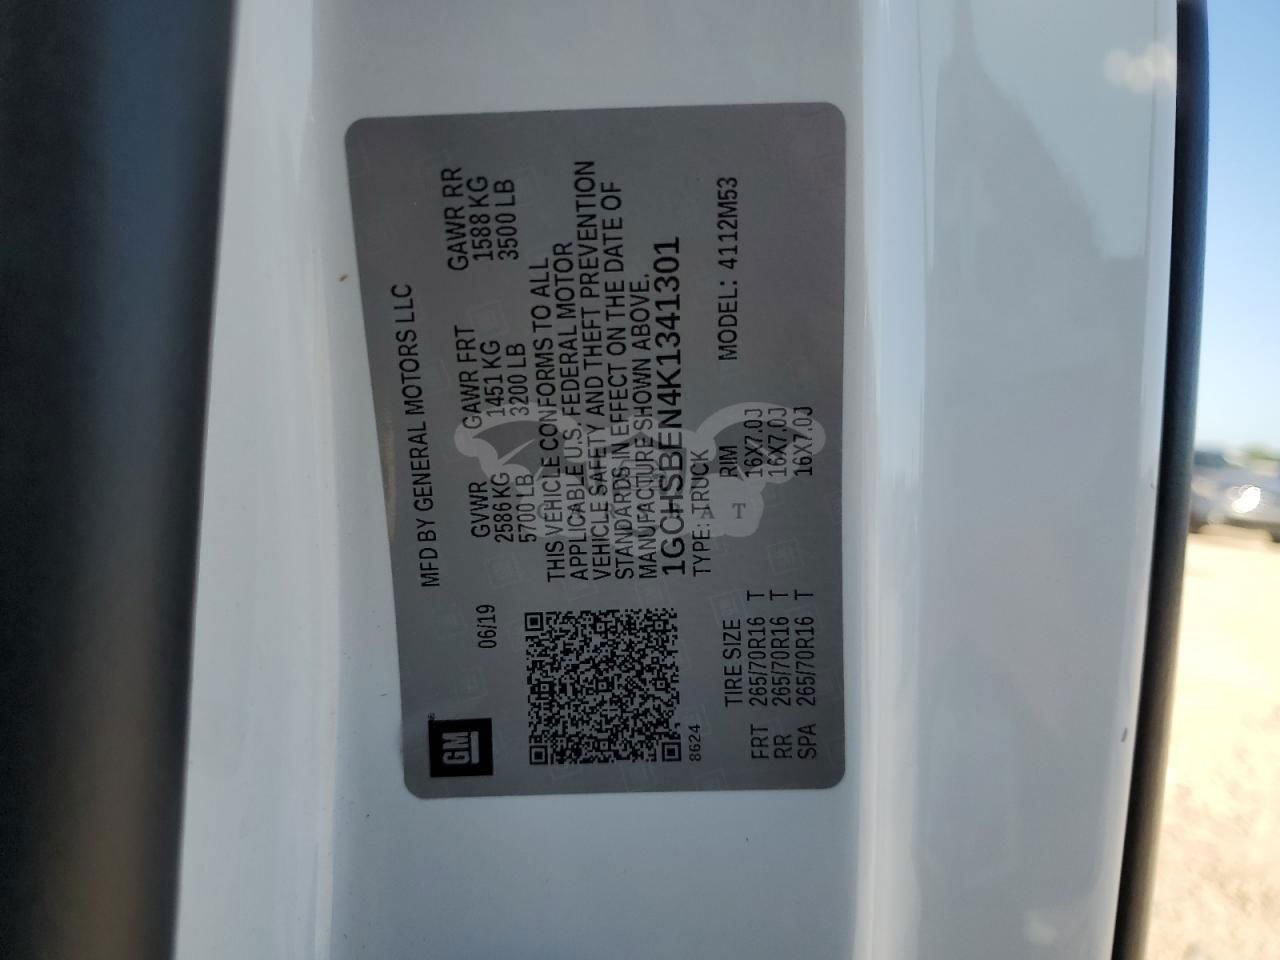 GM
MFD BY GENERAL MOTORS LLC
06/19
GVWR GAWR FRT GAWR RR
2586 KG 1451 KG 1588 KG
5700 LB 3200 LB 3500 LB
THIS VEHICLE CONFORMS TO ALL
APPLICABLE U.S. FEDERAL MOTOR
VEHICLE SAFETY AND THEFT PREVENTION
STANDARDS IN EFFECT ON THE DATE OF
MANUFACTURE SHOWN ABOVE.
1GCHSBEN4K1341301
8624 TYPE: TRUCK
MODEL: 4112M53
TIRE SIZE RIM
FRT 265/70R16 T 16X7.0J
RR 265/70R16 T 16X7.0J
SPA 265/70R16 T 16X7.0J